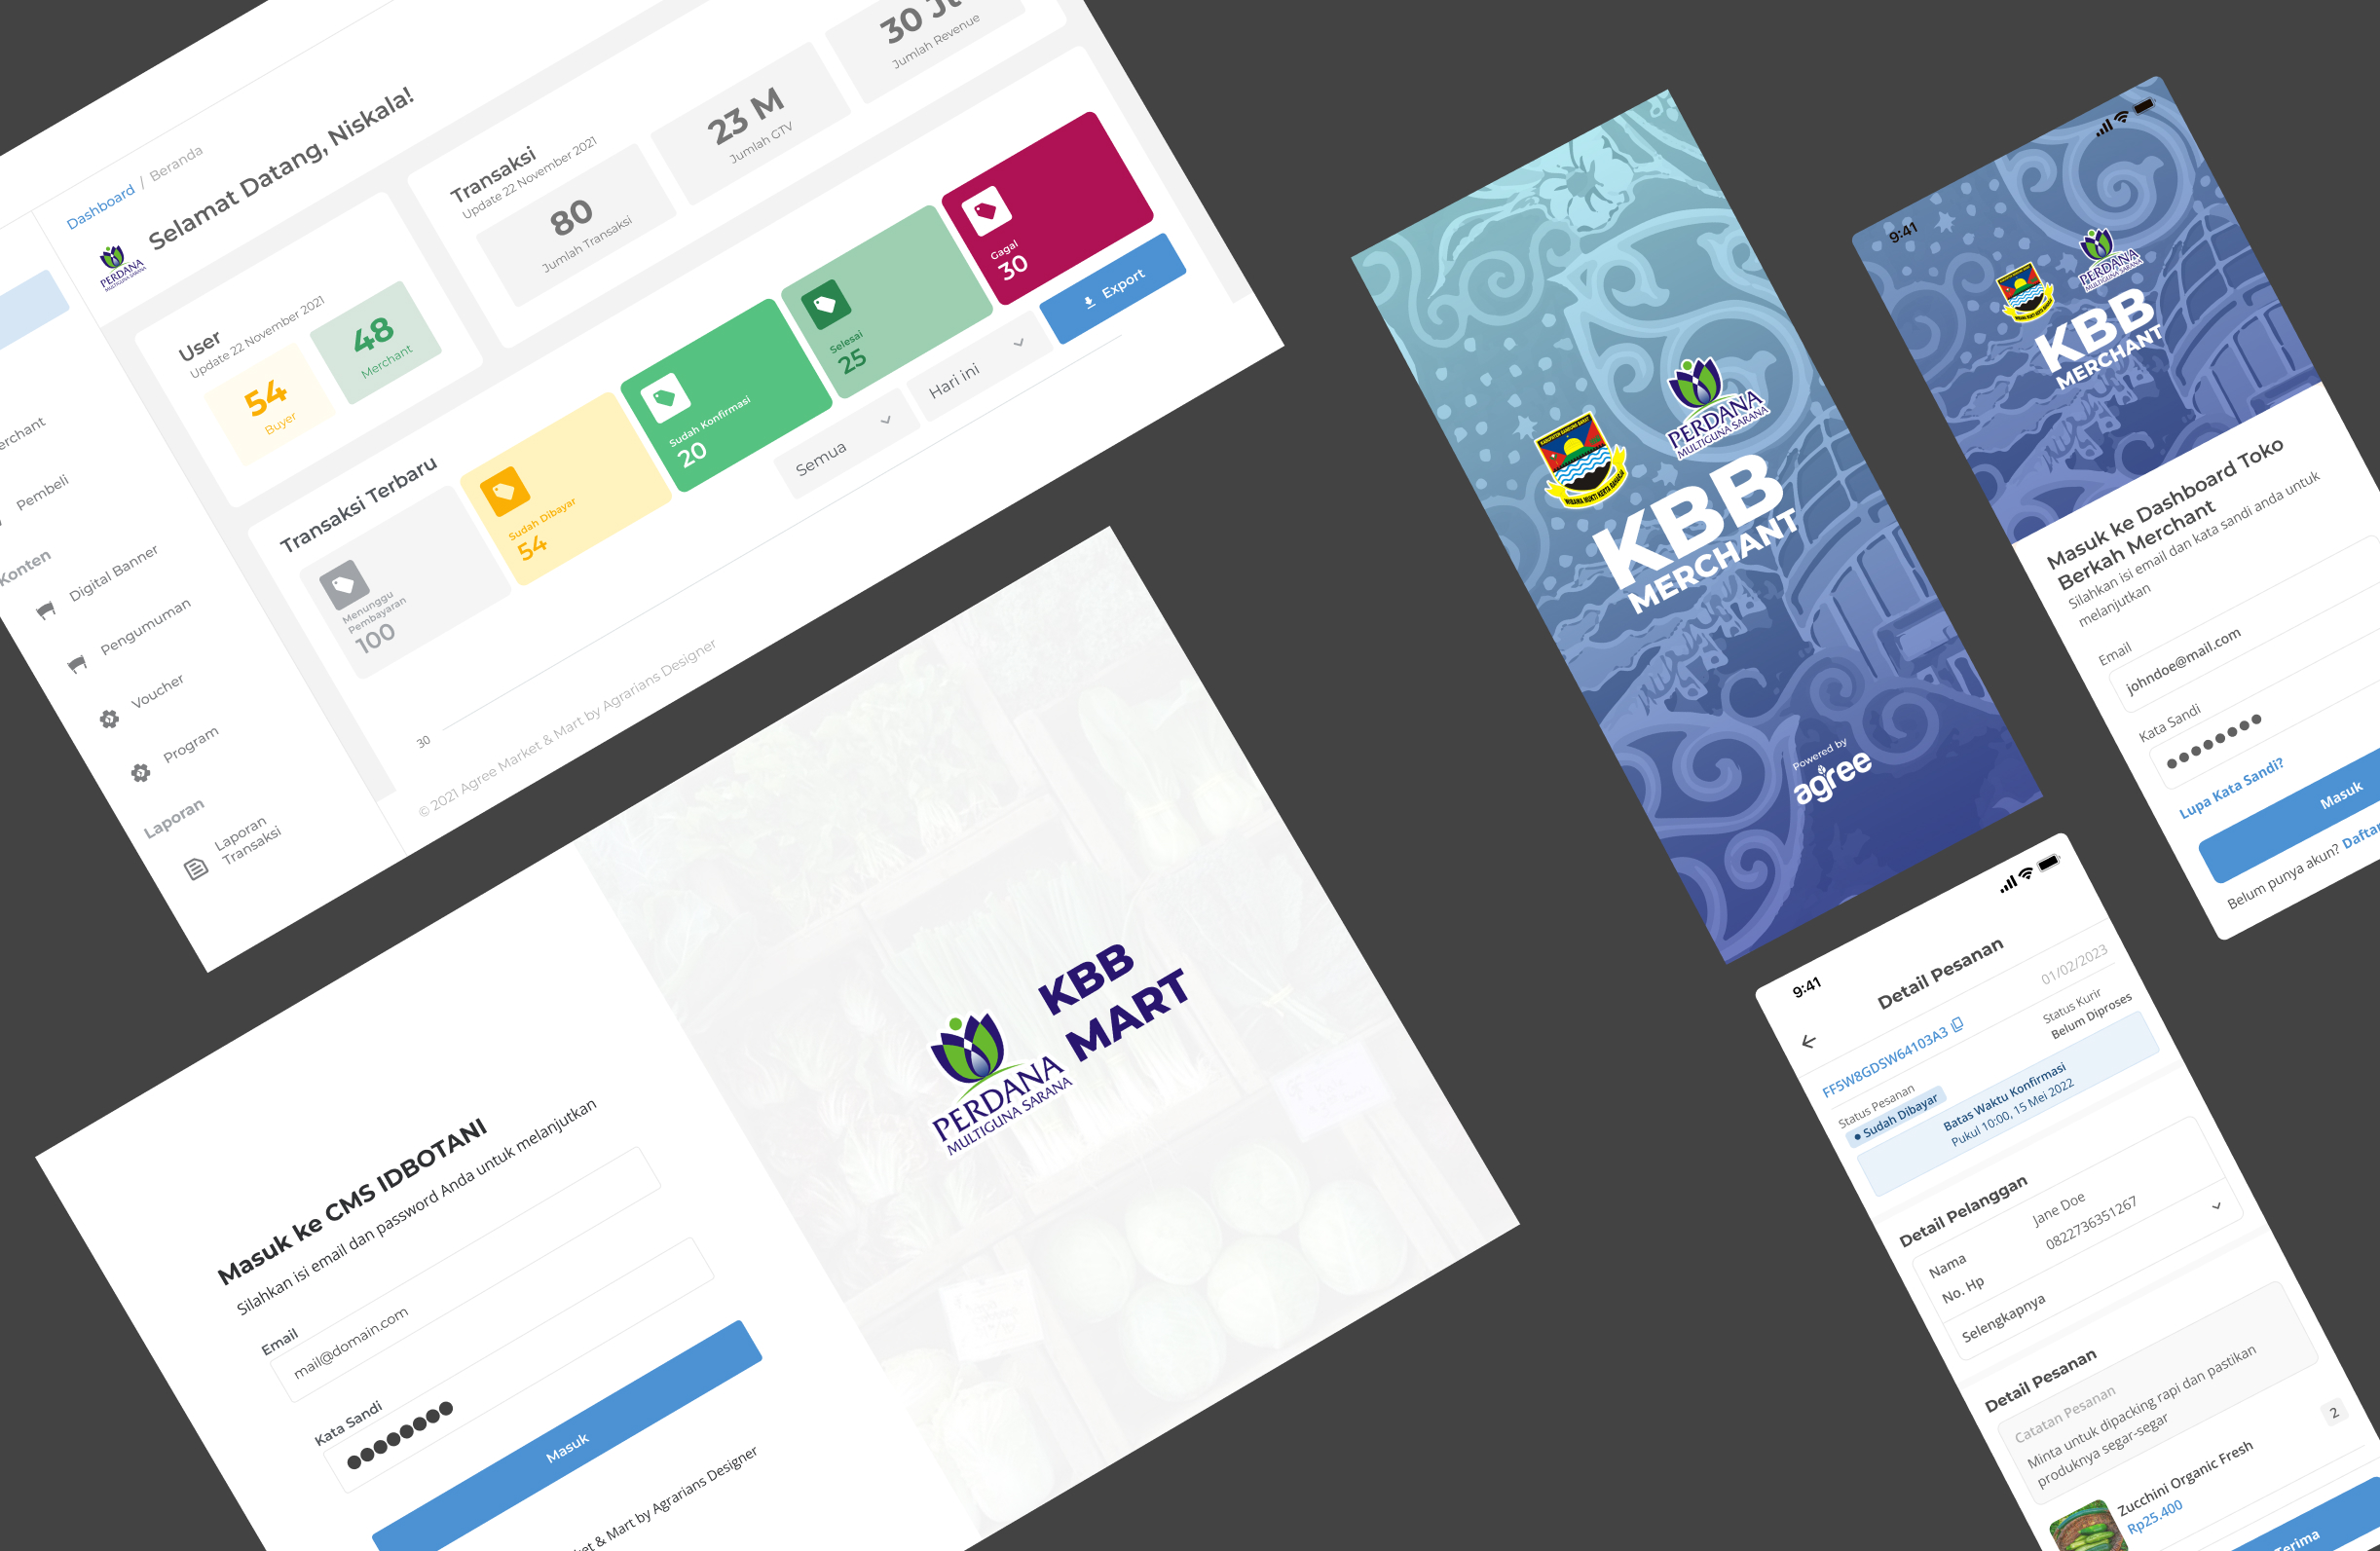 Dashboard / Beranda
PERDANA
MULTIGUNA SARANA
Selamat Datang, Niskala!
User
Update 22 November 2021
54
Buyer
48
Merchant
Transaksi
Update 22 November 2021
80
Jumlah Transaksi
23 M
Jumlah GTV
30 Jt
Jumlah Revenue
Transaksi Terbaru
Menunggu
Pembayaran
100
Sudah Dibayar
54
Sudah Konfirmasi
20
Selesai
25
Gagal
30
Semua
Hari ini
Export
30
© 2021 Agree Market & Mart by Agrarians Designer
Pembeli
Konten
Digital Banner
Pengumuman
Voucher
Program
Laporan
Laporan
Transaksi
Masuk ke CMS IDBOTANI
Silahkan isi email dan password Anda untuk melanjutkan
Email
mail@domain.com
Kata Sandi
Masuk
& Mart by Agrarians Designer
PERDANA
MULTIGUNA SARANA
KBB
MART
KABUPATEN BANDUNG BARAT
WIBAWA MUKTI KERTA RAHARJA
PERDANA
MULTIGUNA SARANA
KBB
MERCHANT
Powered by
agree
9:41
PERDANA
MULTIGUNA SARANA
KBB
MERCHANT
Masuk ke Dashboard Toko
Berkah Merchant
Silahkan isi email dan kata sandi anda untuk
melanjutkan
Email
johndoe@mail.com
Kata Sandi
Lupa Kata Sandi?
Masuk
Belum punya akun? Daftar
9:41
Detail Pesanan
FF5W8GDSW64103A3
01/02/2023
Status Pesanan
Sudah Dibayar
Status Kurir
Belum Diproses
Batas Waktu Konfirmasi
Pukul 10:00, 15 Mei 2022
Detail Pelanggan
Nama
Jane Doe
No. Hp
0822736351267
Selengkapnya
Detail Pesanan
Catatan Pesanan
Minta untuk dipacking rapi dan pastikan
produknya segar-segar
Zucchini Organic Fresh
2
Rp25.400
Terima